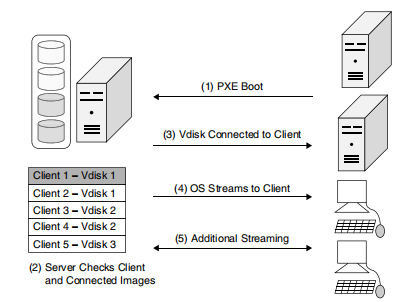 (1) PXE Boot
(3) Vdisk Connected to Client
Client 1 – Vdisk 1
Client 2 – Vdisk 1
Client 3 – Vdisk 2
Client 4 – Vdisk 2
Client 5 – Vdisk 3
(4) OS Streams to Client
(5) Additional Streaming
(2) Server Checks Client
and Connected Images